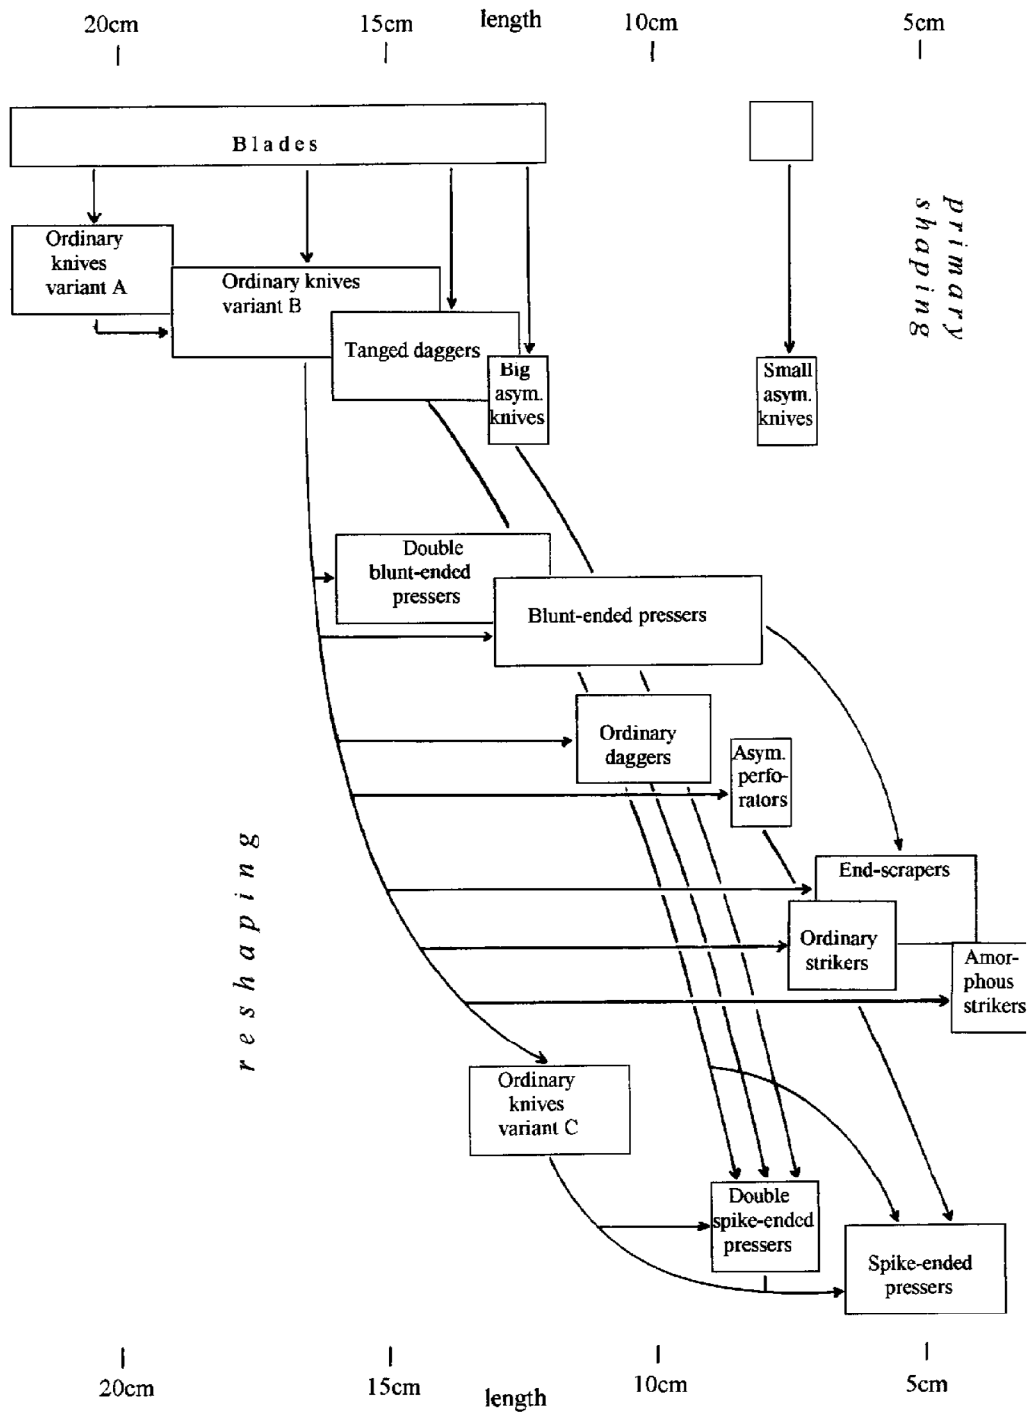 20cm 15cm length 10cm 5cm
Blades
primary
shaping
Ordinary
knives
variant A
Ordinary knives
variant B
Tanged daggers
Big
asym.
knives
Small
asym.
knives
Double
blunt-ended
pressers
Blunt-ended pressers
Ordinary
daggers
Asym.
perfo-
rators
reshaping
End-scrapers
Ordinary
strikers
Amor-
phous
strikers
Ordinary
knives
variant C
Double
spike-ended
pressers
Spike-ended
pressers
20cm 15cm length 10cm 5cm